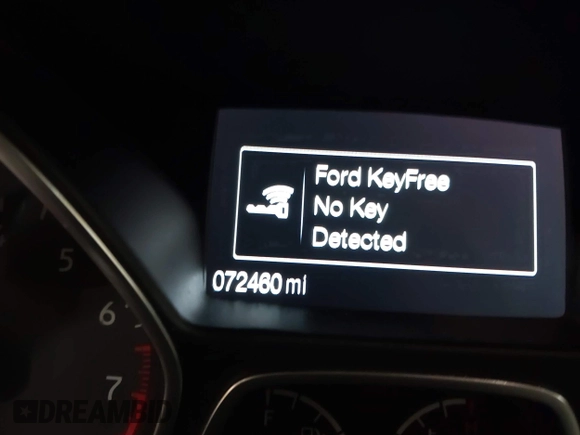 Ford KeyFree
No Key
Detected
072460 mi
5
6
7
F
DREAMBID